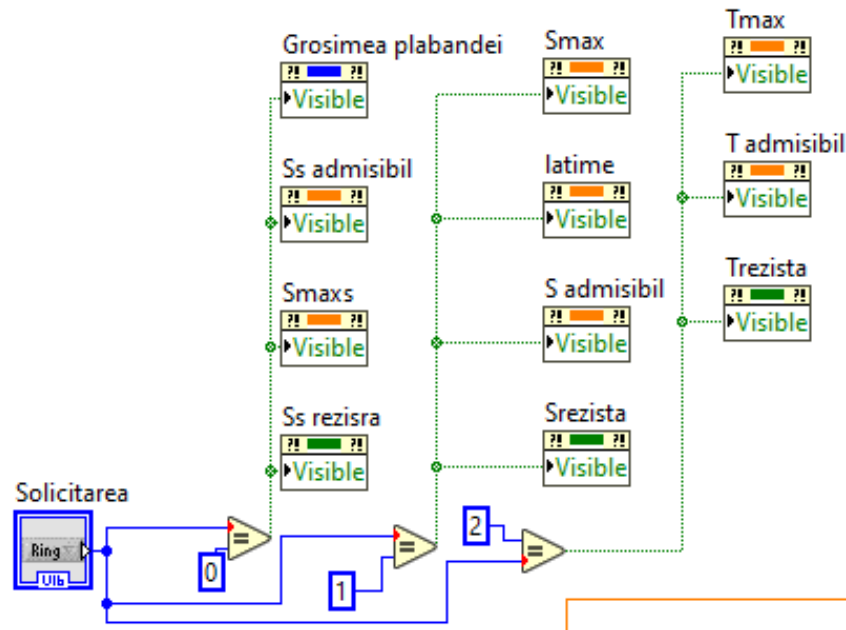 Grosimea plabandei
?! ?!
Visible
Ss admisibil
?! ?!
Visible
Smaxs
?! ?!
Visible
Ss rezisra
?! ?!
Visible
Smax
?! ?!
Visible
latime
?! ?!
Visible
S admisibil
?! ?!
Visible
Srezista
?! ?!
Visible
Tmax
?! ?!
Visible
T admisibil
?! ?!
Visible
Trezista
?! ?!
Visible
Solicitarea
Ring
U16
=
0
=
1
2
=